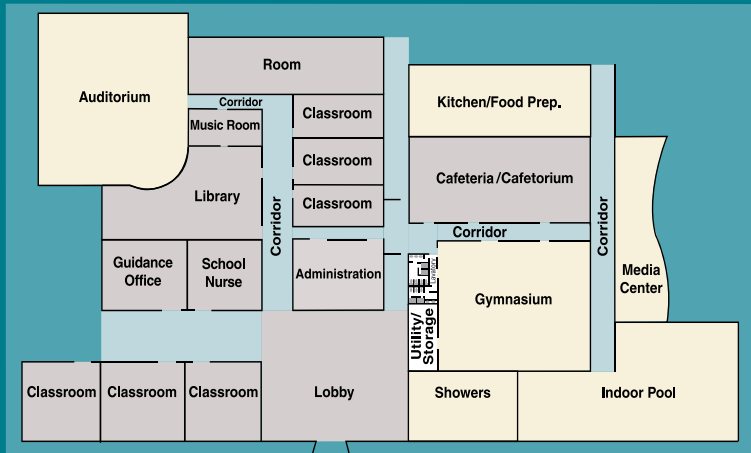 Room
Auditorium
Corridor
Kitchen/Food Prep.
Classroom
Music Room
Classroom
Cafeteria/Cafetorium
Library
Classroom
Corridor
Corridor
Corridor
Guidance
Office
School
Nurse
Administration
Media
Center
Gymnasium
Utility/
Storage
Classroom
Classroom
Classroom
Lobby
Showers
Indoor Pool